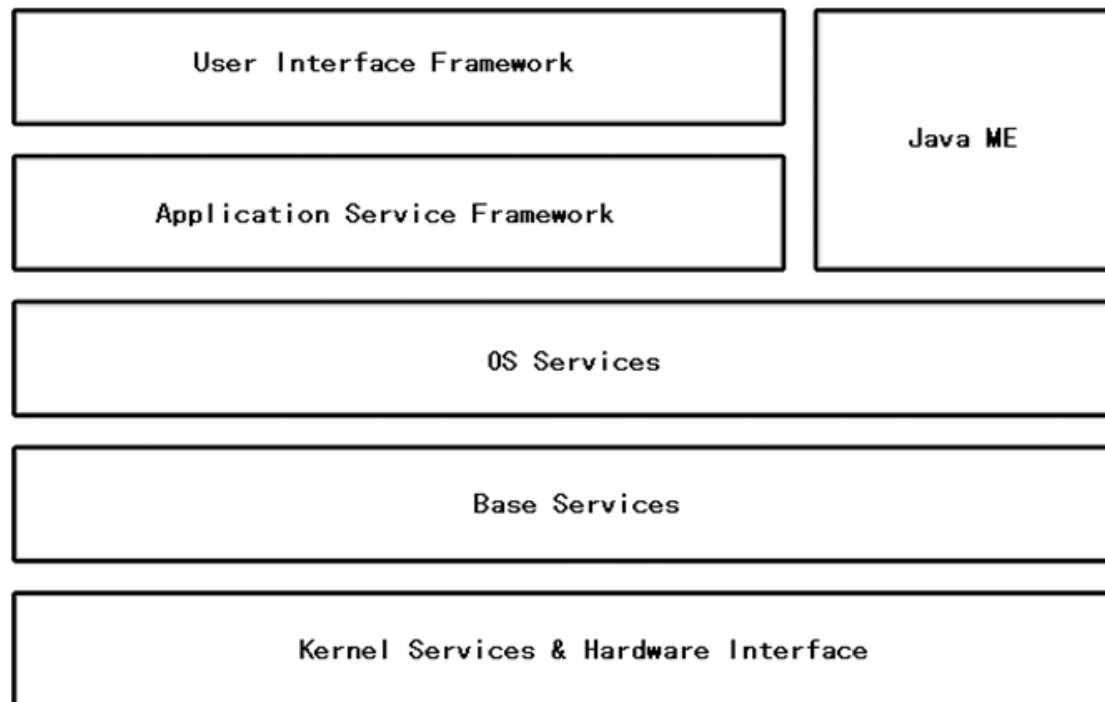 User Interface Framework
Java ME
Application Service Framework
OS Services
Base Services
Kernel Services & Hardware Interface